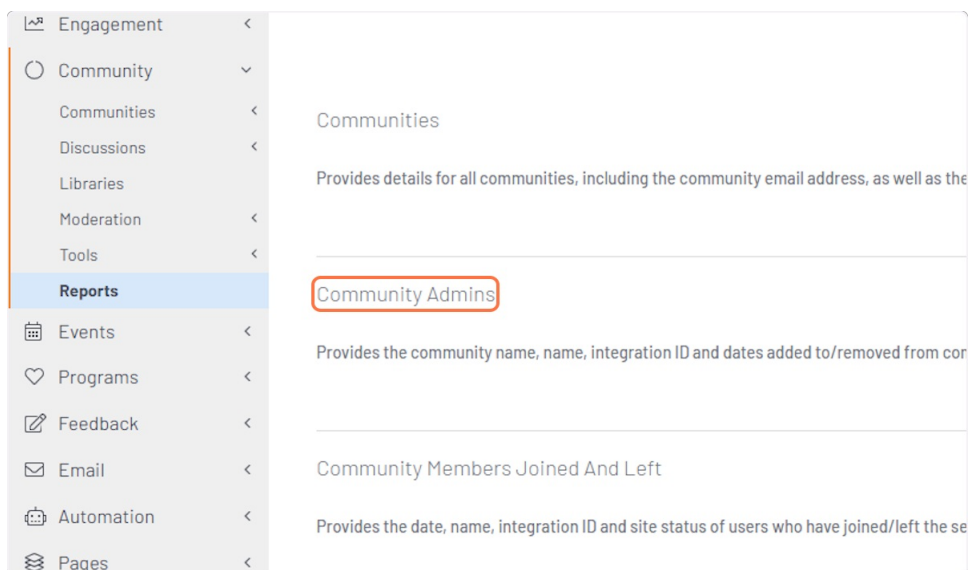 Engagement
Community
Communities
Discussions
Libraries
Moderation
Tools
Reports
Events
Programs
Feedback
Email
Automation
Pages
Communities
Provides details for all communities, including the community email address, as well as the
Community Admins
Provides the community name, name, integration ID and dates added to/removed from
Community Members Joined And Left
Provides the date, name, integration ID and site status of users who have joined/left the